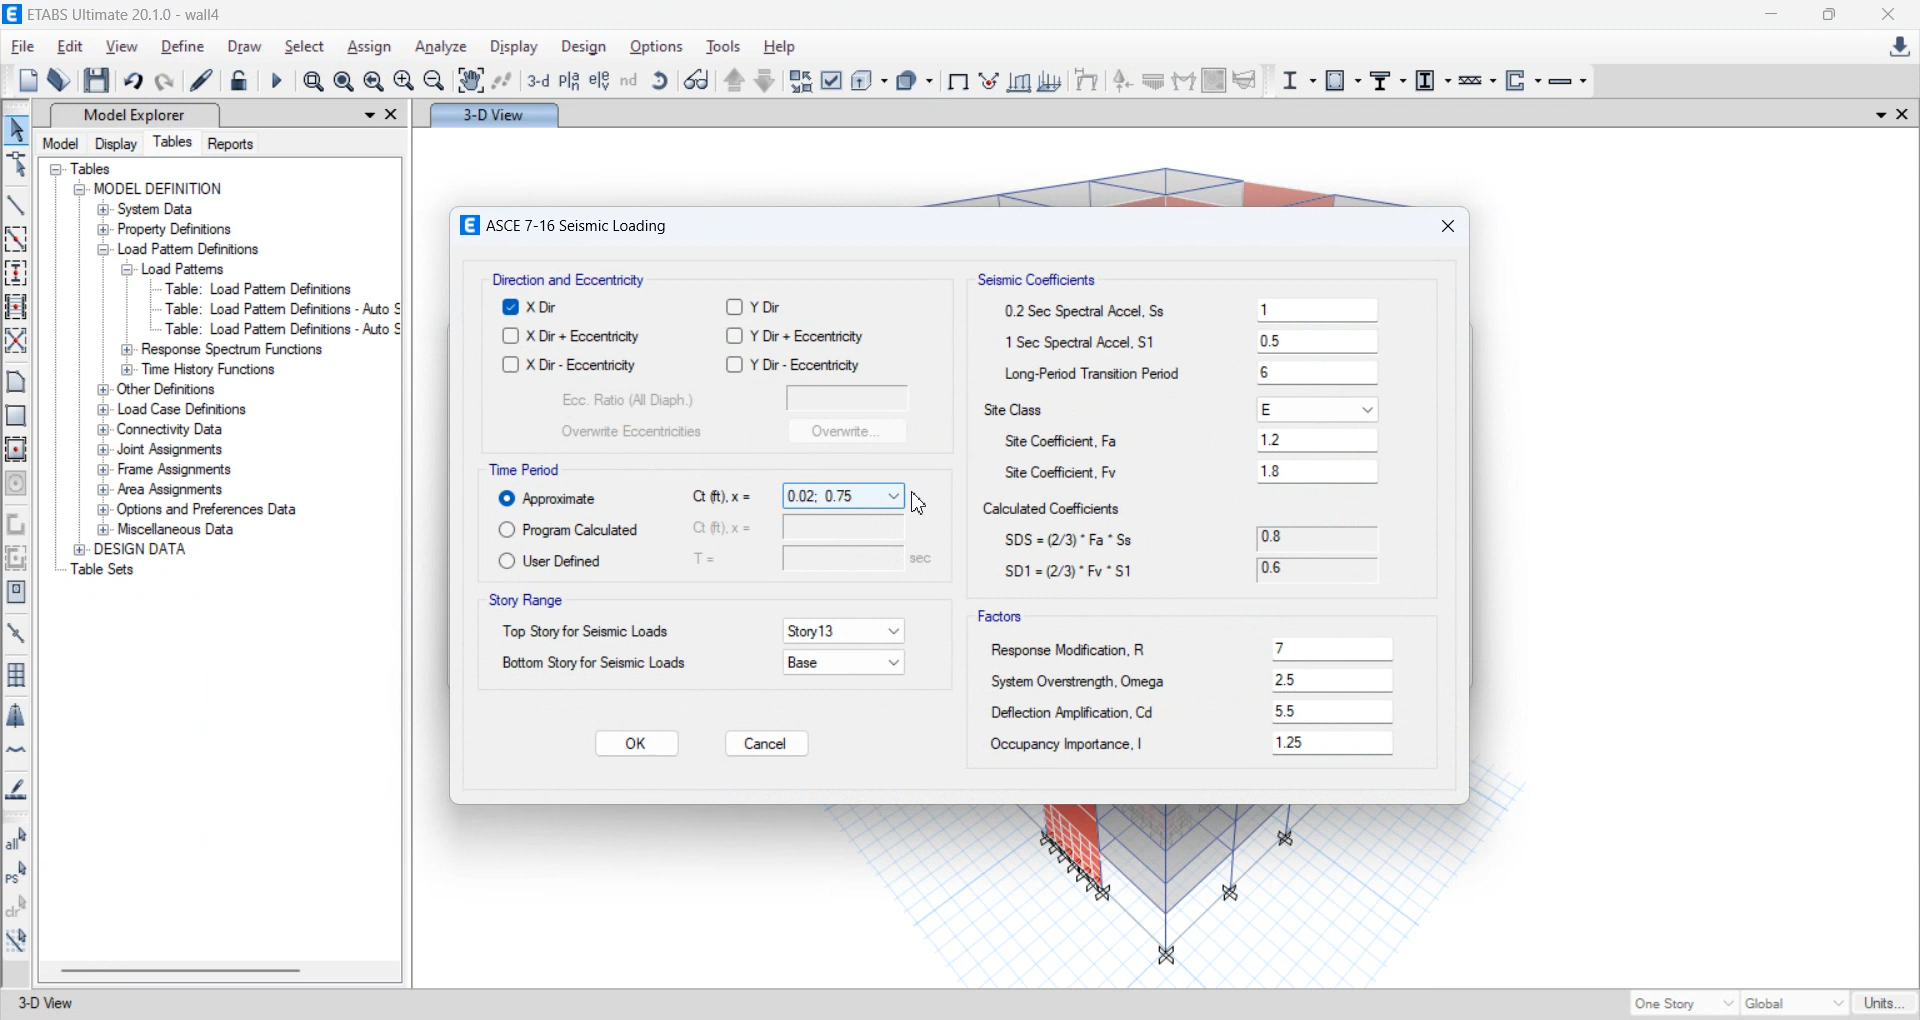 ETABS Ultimate 20.1.0 - wall4
File Edit View Define Draw Select Assign Analyze Display Design Options Tools Help
3-d
nd
Model Explorer
3-D View
Model Display Tables Reports
Tables
MODEL DEFINITION
System Data
Property Definitions
Load Pattern Definitions
Load Patterns
Table: Load Pattern Definitions
Table: Load Pattern Definitions - Auto S
Table: Load Pattern Definitions - Auto S
Response Spectrum Functions
Time History Functions
Other Definitions
Load Case Definitions
Connectivity Data
Joint Assignments
Frame Assignments
Area Assignments
Options and Preferences Data
Miscellaneous Data
DESIGN DATA
Table Sets
all
PS
clr
ASCE 7-16 Seismic Loading
Direction and Eccentricity
X Dir Y Dir
X Dir + Eccentricity Y Dir + Eccentricity
X Dir - Eccentricity Y Dir - Eccentricity
Ecc. Ratio (All Diaph.)
Overwrite Eccentricities Overwrite...
Time Period
Approximate Ct (ft), x = 0.02; 0.75
Program Calculated Ct (ft), x =
User Defined T = sec
Story Range
Top Story for Seismic Loads Story13
Bottom Story for Seismic Loads Base
OK Cancel
Seismic Coefficients
0.2 Sec Spectral Accel, Ss 1
1 Sec Spectral Accel, S1 0.5
Long-Period Transition Period 6
Site Class E
Site Coefficient, Fa 1.2
Site Coefficient, Fv 1.8
Calculated Coefficients
SDS = (2/3) * Fa * Ss 0.8
SD1 = (2/3) * Fv * S1 0.6
Factors
Response Modification, R 7
System Overstrength, Omega 2.5
Deflection Amplification, Cd 5.5
Occupancy Importance, I 1.25
3-D View One Story Global Units...